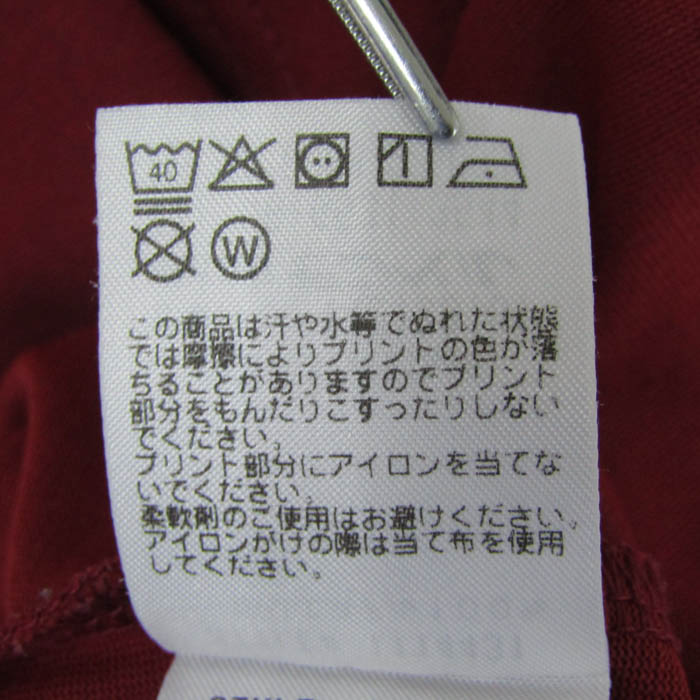 40
W
この商品は汗や水等でぬれた状態
では摩擦によりプリントの色が落
ちることがありますのでプリント
部分をもんだりこすったりしない
でください。
プリント部分にアイロンを当てな
いでください。
柔軟剤のご使用はお避けください。
アイロンがけの際は当て布を使用
してください。